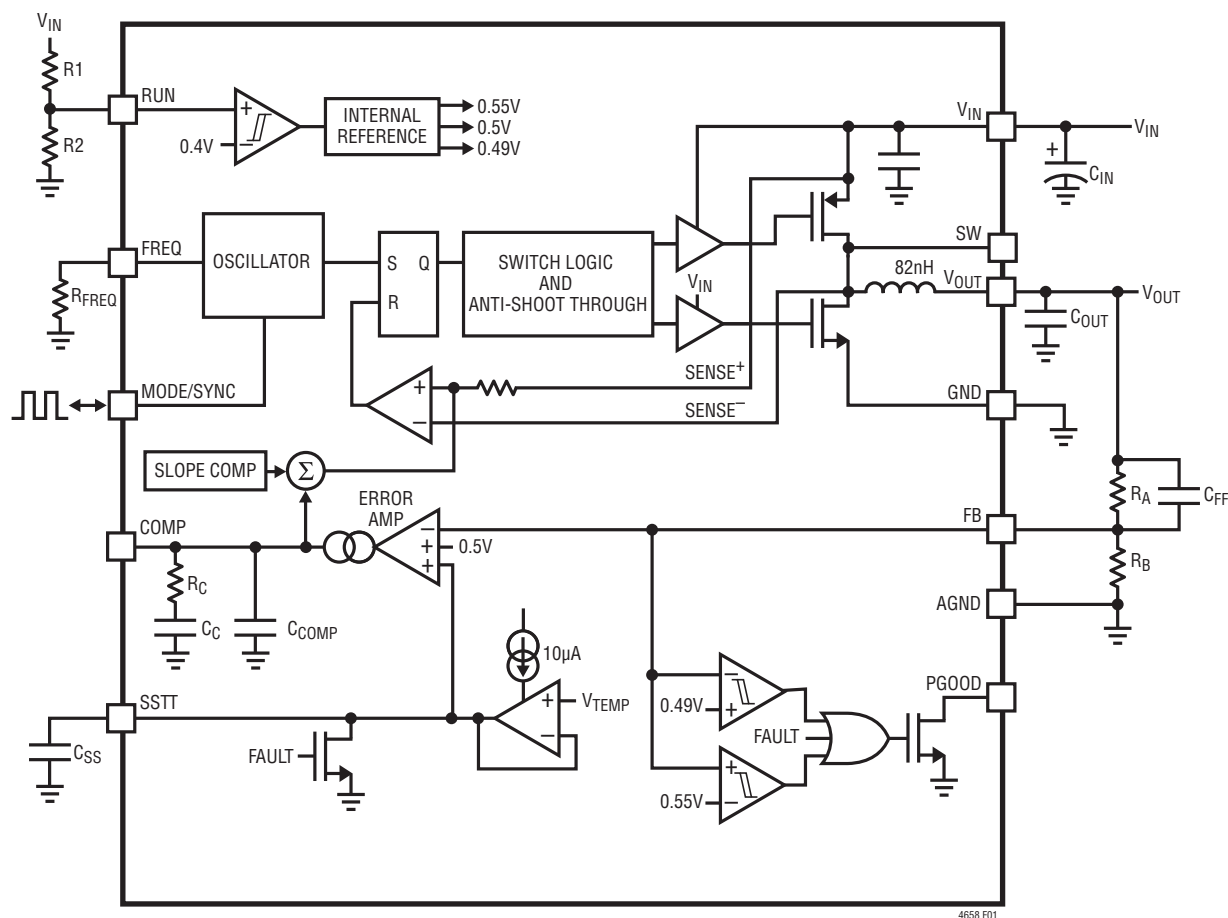 VIN
R1
R2
RUN
+
0.4V
−
INTERNAL
REFERENCE
0.55V
0.5V
0.49V
VIN
VIN
+
CIN
FREQ
RFREQ
OSCILLATOR
S Q
R
SWITCH LOGIC
AND
ANTI-SHOOT THROUGH
VIN
SW
82nH
VOUT
VOUT
COUT
MODE/SYNC
+
−
SENSE+
SENSE−
GND
SLOPE COMP
Σ
RA
CFF
COMP
ERROR
AMP
−
+
+
0.5V
FB
RB
RC
CC
CCOMP
AGND
10µA
SSTT
CSS
FAULT
+
−
VTEMP
−
0.49V
+
FAULT
+
0.55V
−
PGOOD
4658 F01